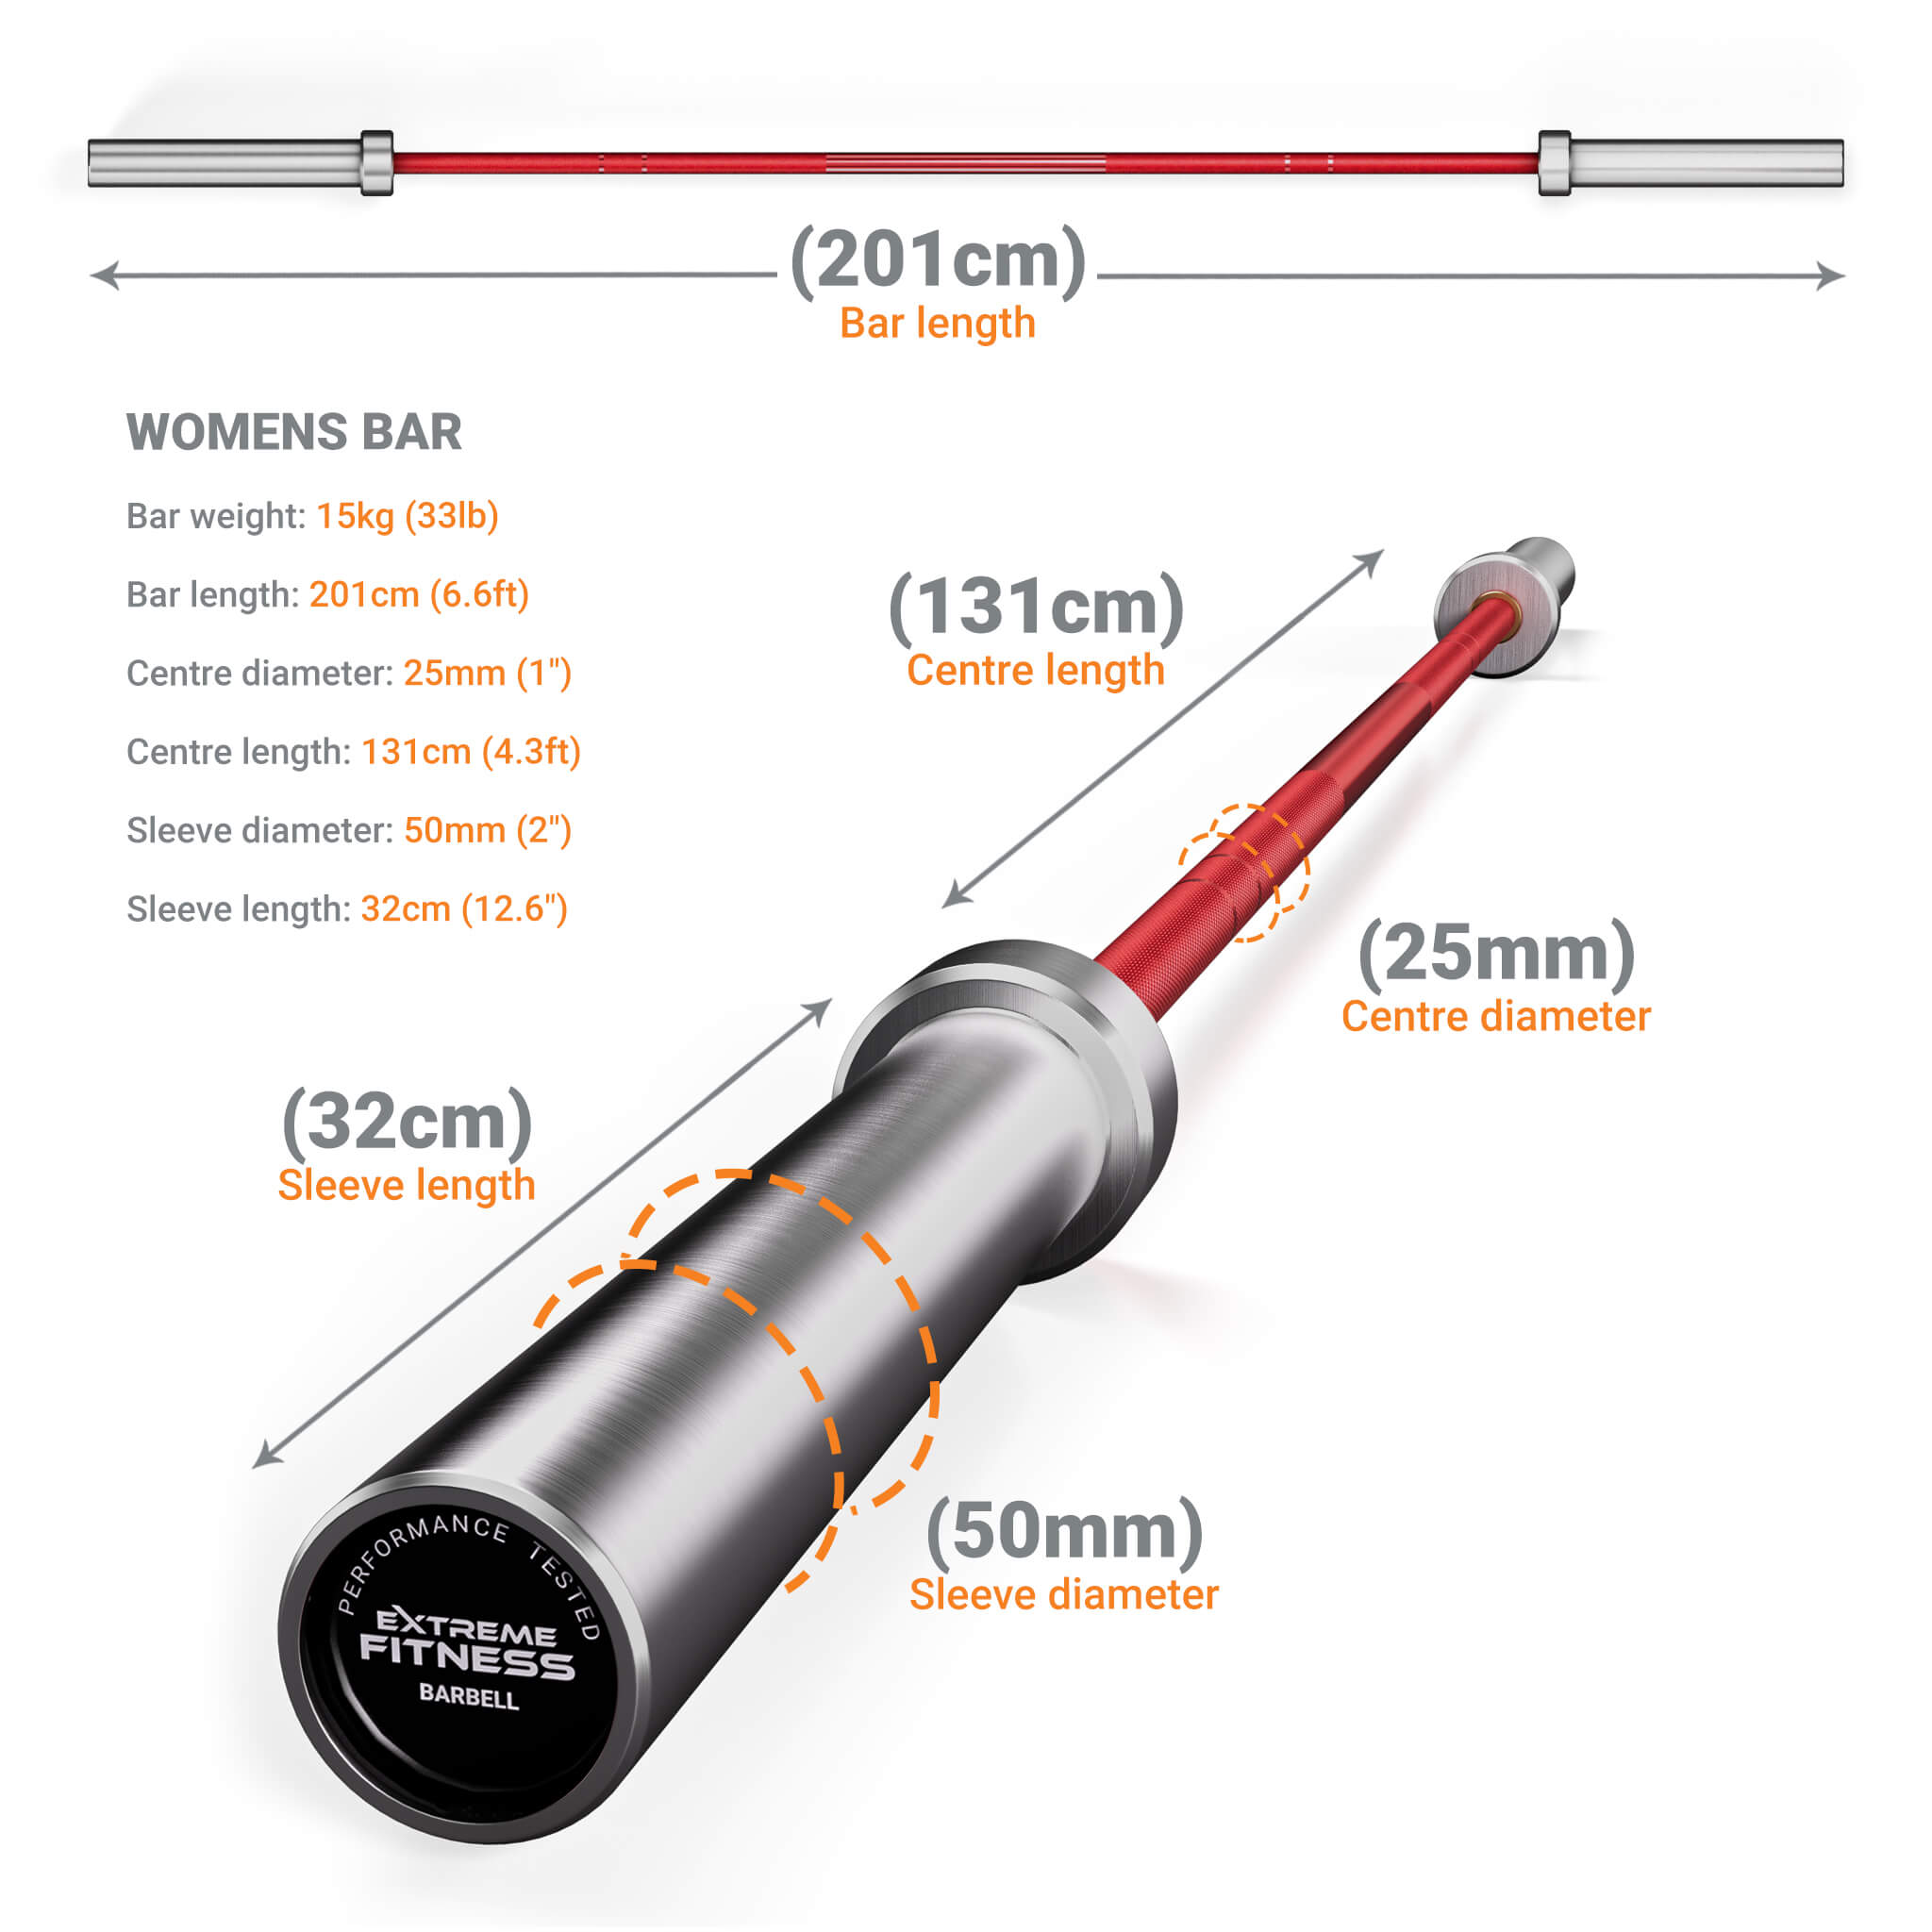 (201cm)
Bar length
WOMENS BAR
Bar weight: 15kg (33lb)
Bar length: 201cm (6.6ft)
Centre diameter: 25mm (1")
Centre length: 131cm (4.3ft)
Sleeve diameter: 50mm (2")
Sleeve length: 32cm (12.6")
(131cm)
Centre length
(25mm)
Centre diameter
(32cm)
Sleeve length
(50mm)
Sleeve diameter
PERFORMANCE TESTED
EXTREME
FITNESS
BARBELL